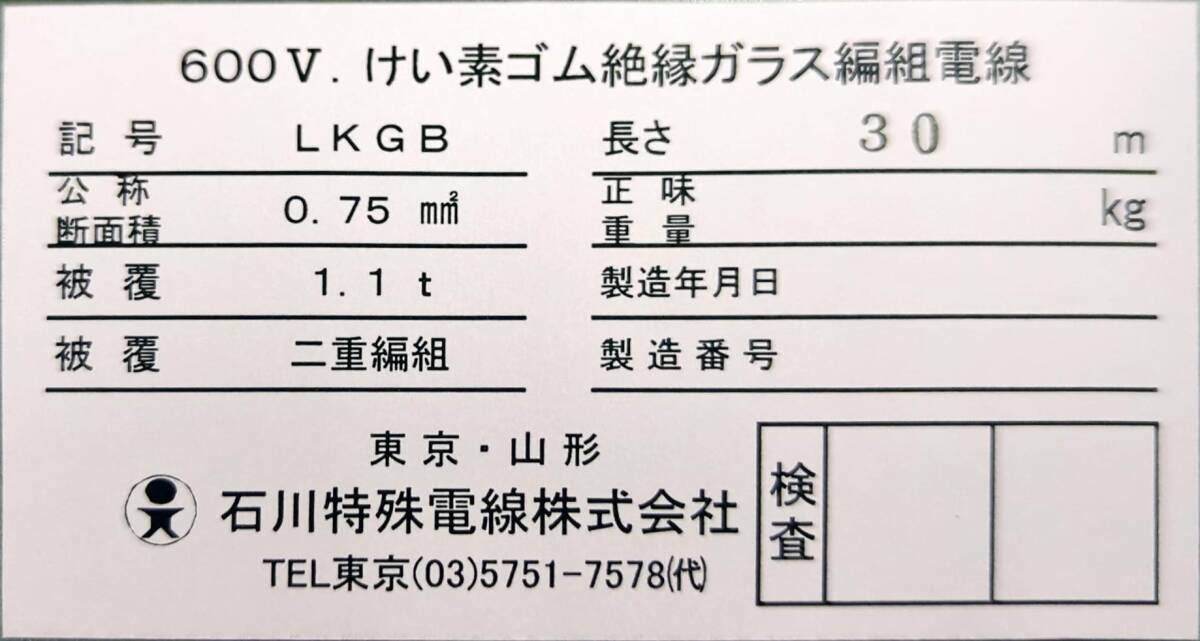 600V. けい素ゴム絶縁ガラス編組電線
記号 LKGB
長さ 30 m
公称断面積 0.75 mm²
正味重量 kg
被覆 1.1t
製造年月日
被覆 二重編組
製造番号
東京・山形
石川特殊電線株式会社
TEL東京(03)5751-7578㈹
検査